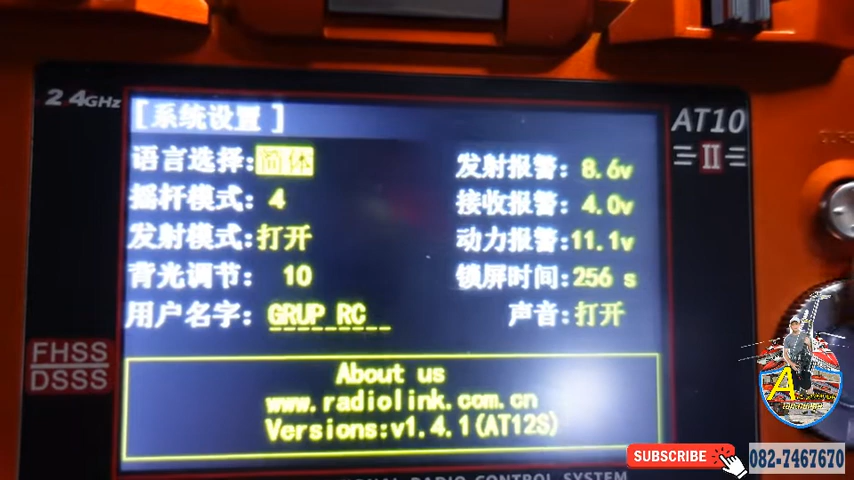 2.4GHz
AT10
II
[系统设置]
语言选择:简体
发射报警: 8.6v
摇杆模式: 4
接收报警: 4.0v
发射模式:打开
动力报警:11.1v
背光调节: 10
锁屏时间:256 s
用户名字: GRUP RC
声音:打开
FHSS
DSSS
About us
www.radiolink.com.cn
Versions:v1.4.1(AT12S)
RADIO CONTROL SYSTEM
SUBSCRIBE
082-7467670
A